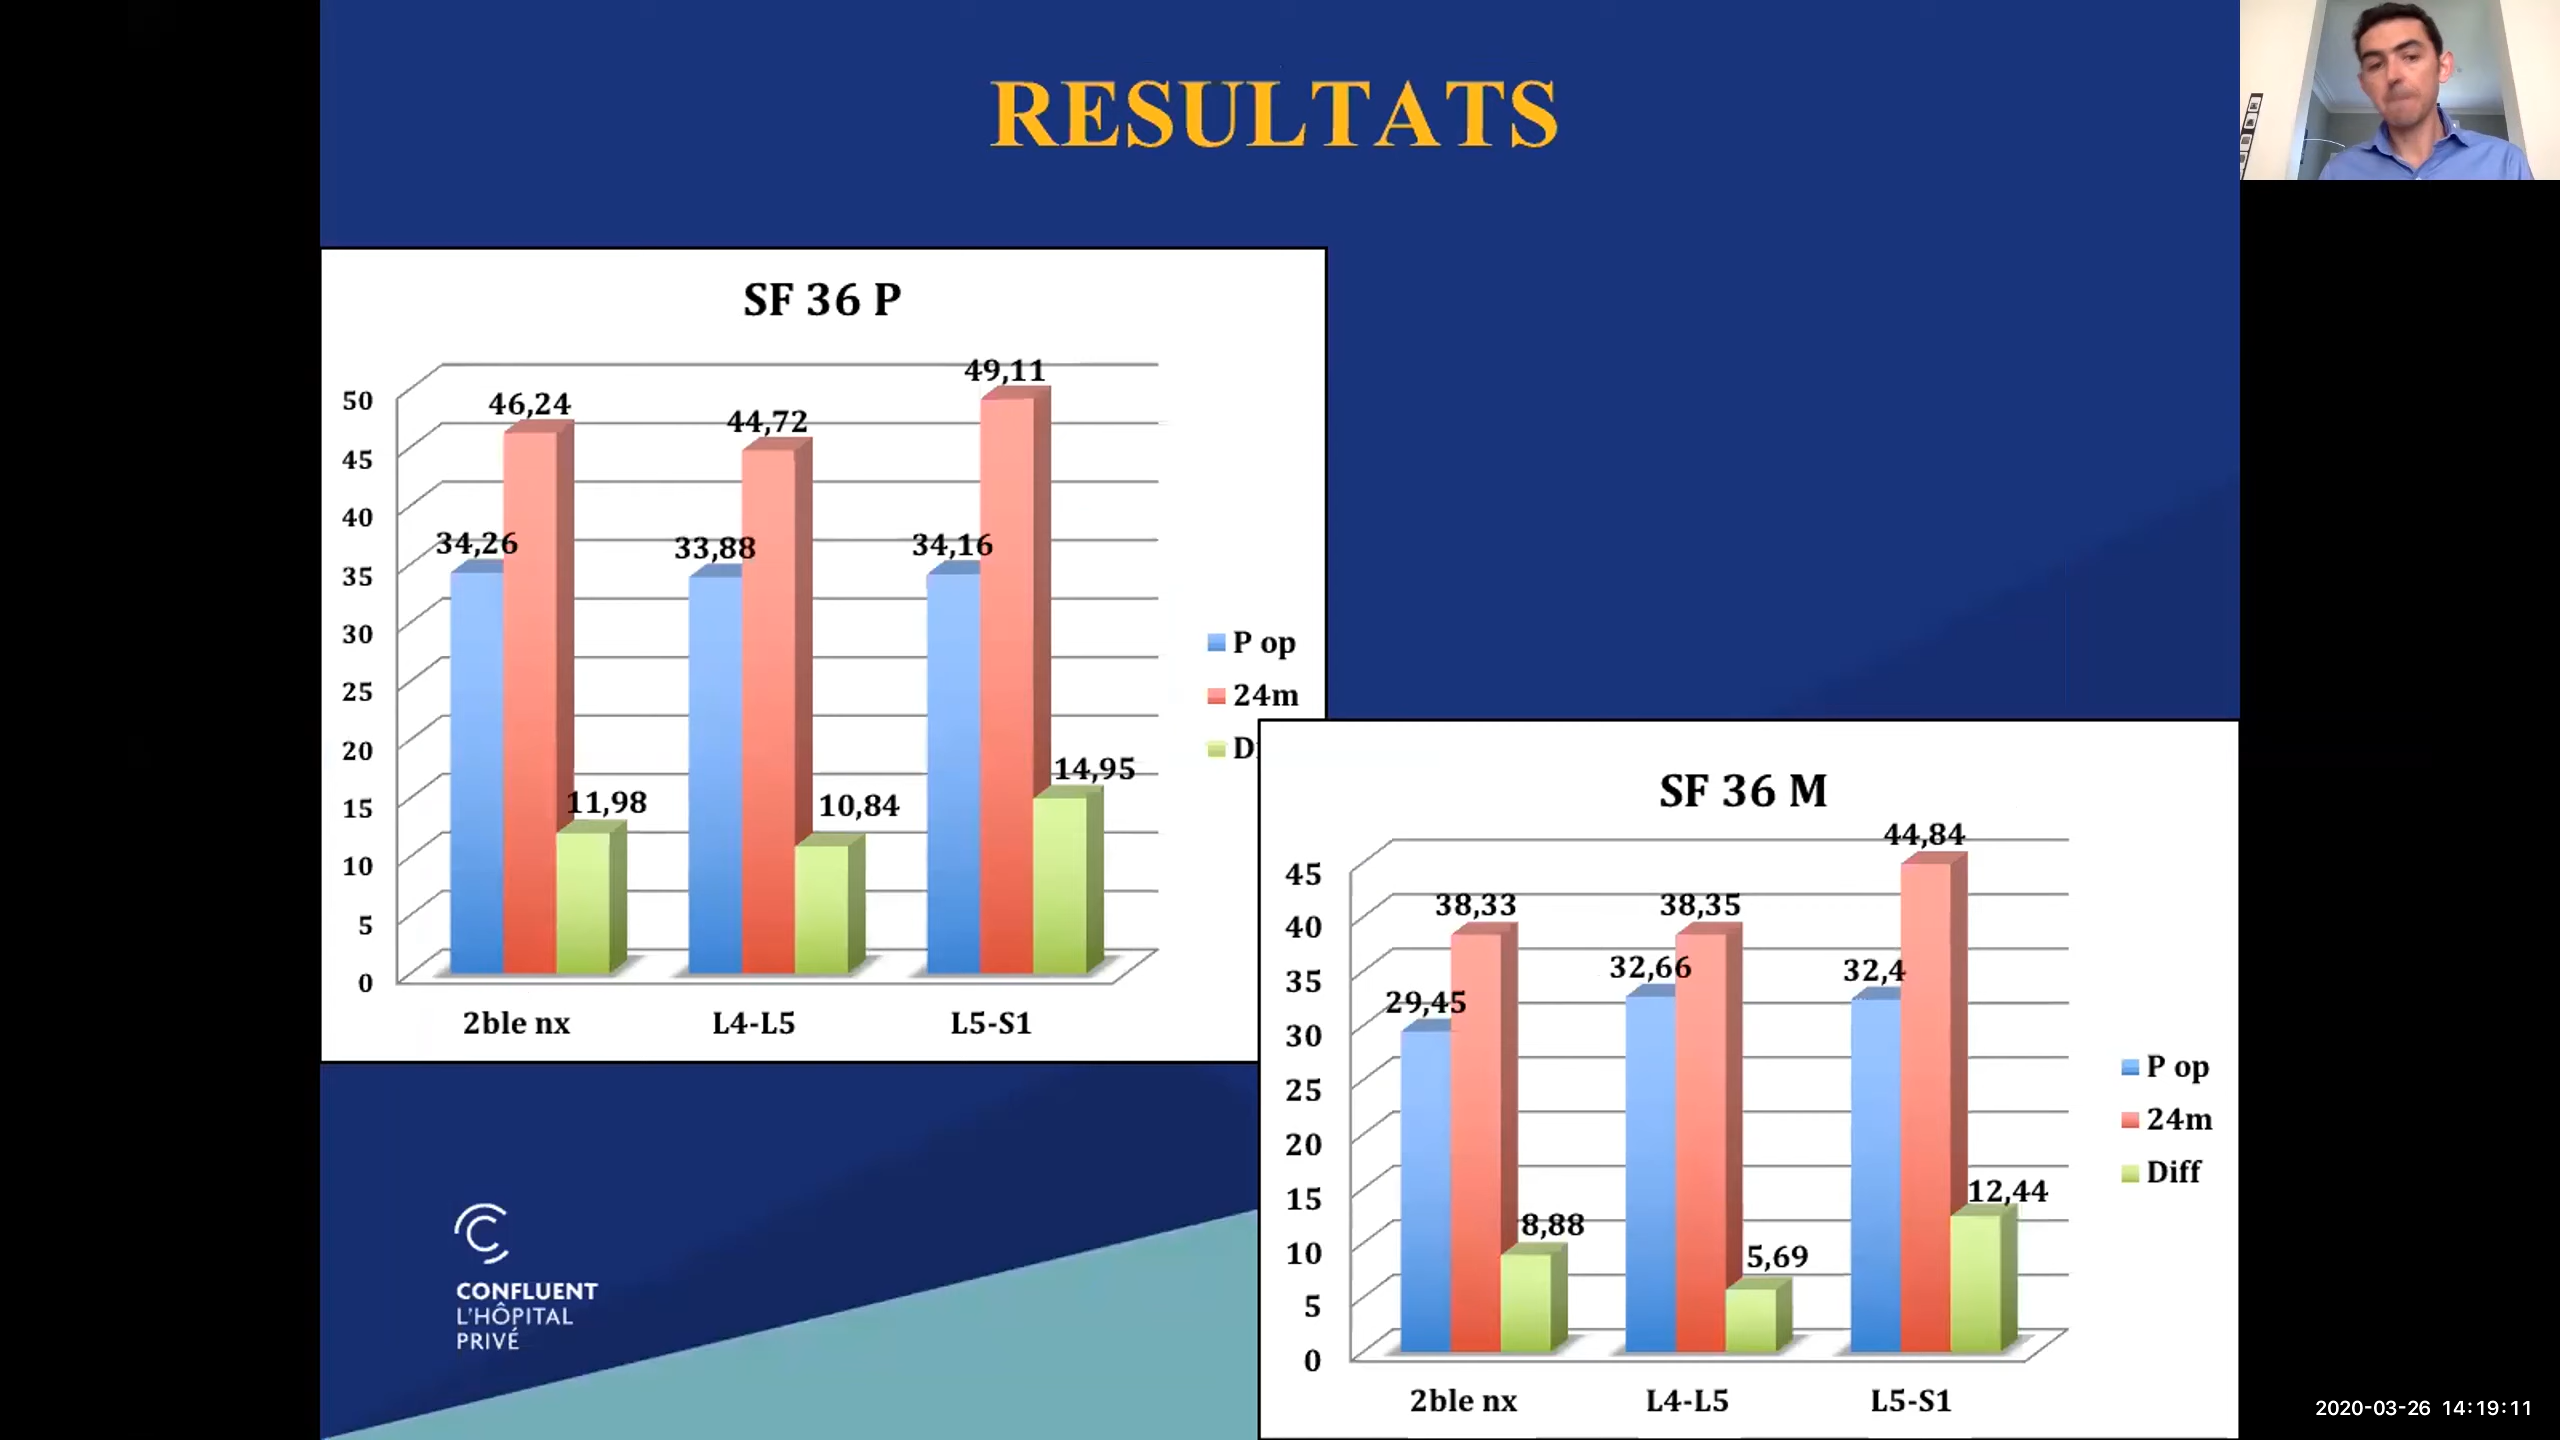 RESULTATS
SF 36 P
50
45
40
35
30
25
20
15
10
5
0
46,24
44,72
49,11
34,26
33,88
34,16
11,98
10,84
14,95
2ble nx
L4-L5
L5-S1
P op
24m
D
SF 36 M
45
40
35
30
25
20
15
10
5
0
38,33
38,35
44,84
29,45
32,66
32,4
8,88
5,69
12,44
2ble nx
L4-L5
L5-S1
P op
24m
Diff
CONFLUENT
L'HÔPITAL
PRIVÉ
2020-03-26 14:19:11